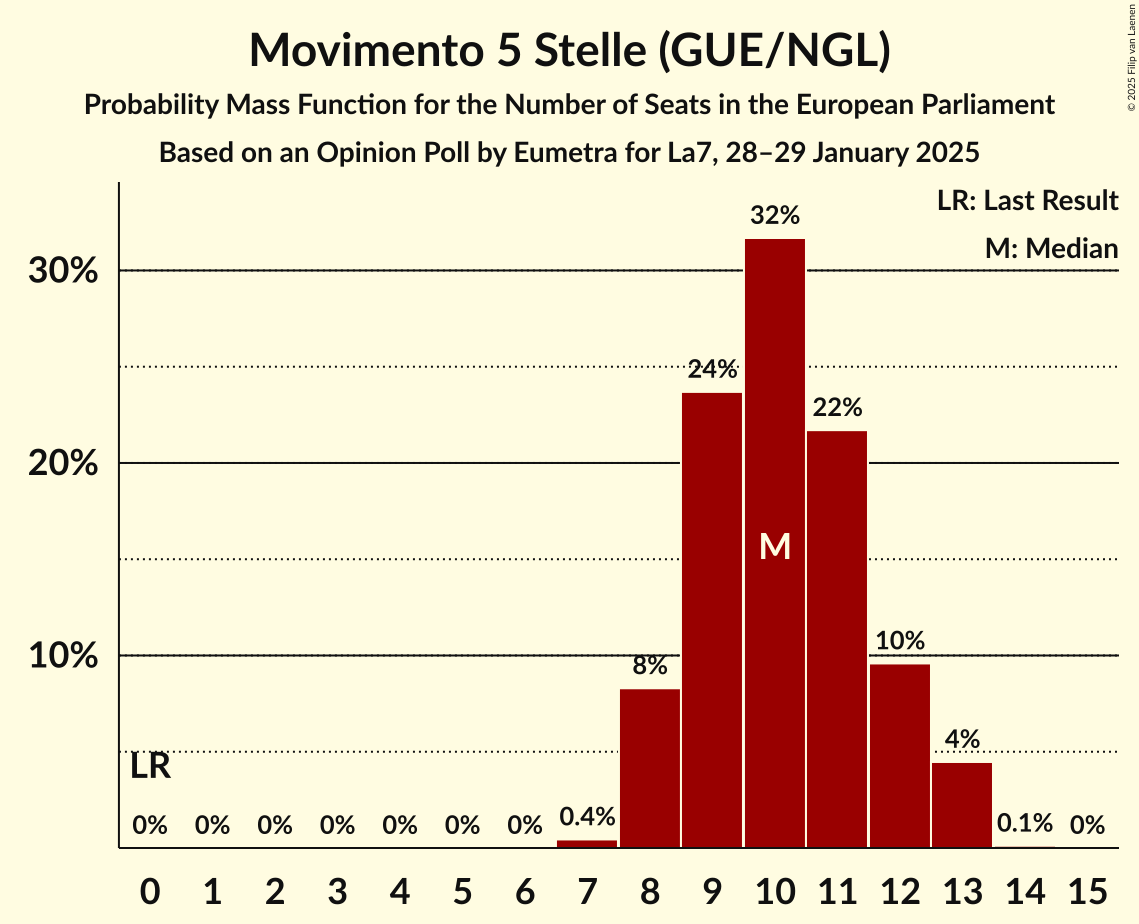 Movimento 5 Stelle (GUE/NGL)
Probability Mass Function for the Number of Seats in the European Parliament
Based on an Opinion Poll by Eumetra for La7, 28–29 January 2025
© 2025 Filip van Laenen
LR: Last Result
M: Median
30%
20%
10%
32%
24%
22%
M
10%
8%
4%
LR
0% 0% 0% 0% 0% 0% 0% 0.4% 0.1% 0%
0 1 2 3 4 5 6 7 8 9 10 11 12 13 14 15